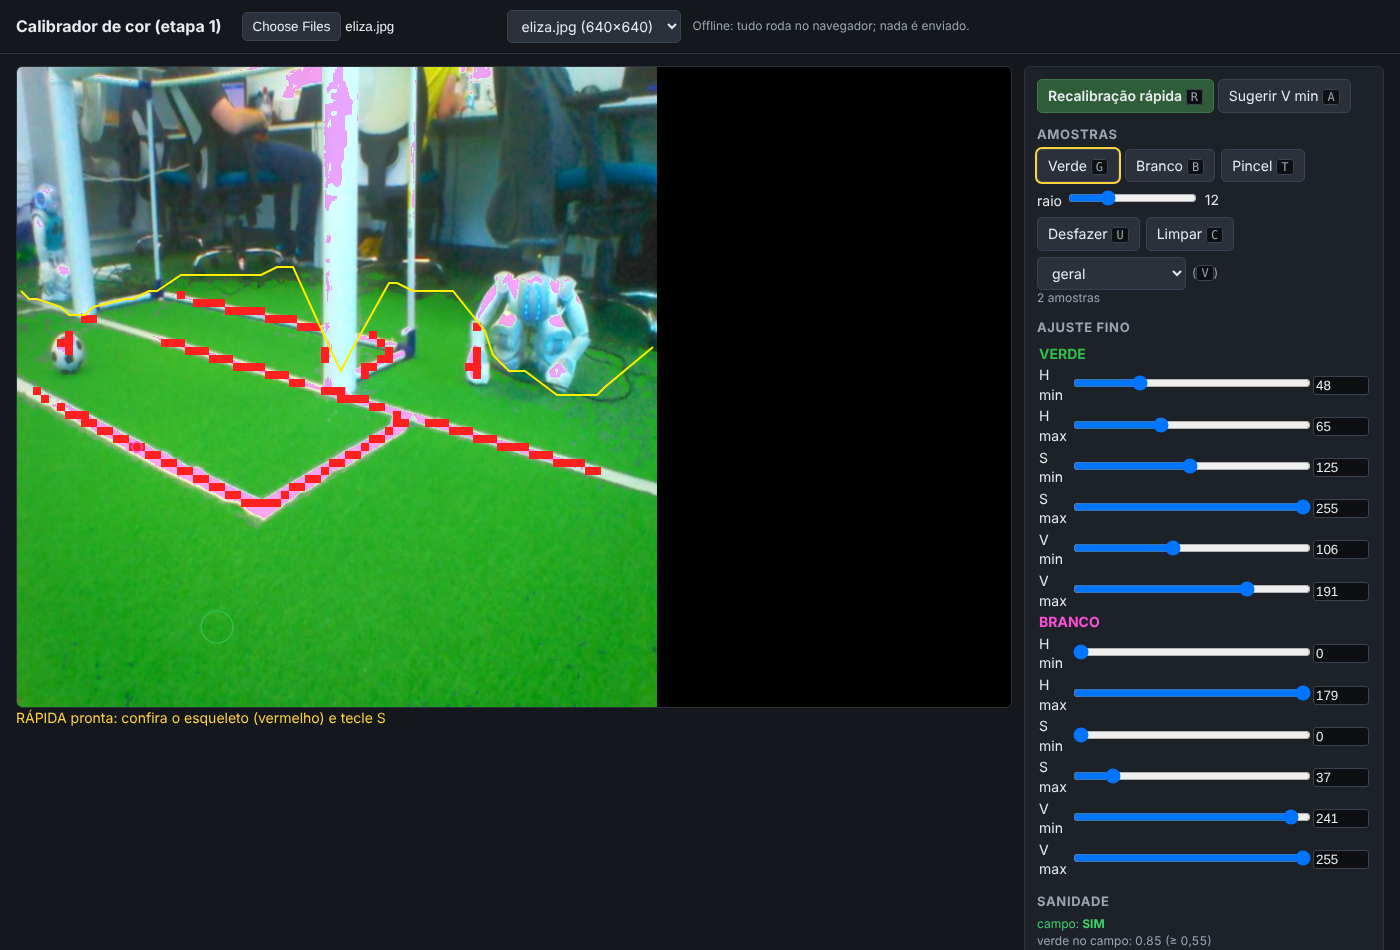 Calibrador de cor (etapa 1)
Choose Files eliza.jpg
eliza.jpg (640×640)
Offline: tudo roda no navegador; nada é enviado.
RÁPIDA pronta: confira o esqueleto (vermelho) e tecle S
Recalibração rápida R
Sugerir V min A
AMOSTRAS
Verde G
Branco B
Pincel T
raio 12
Desfazer U
Limpar C
geral (V)
2 amostras
AJUSTE FINO
VERDE
H min 48
H max 65
S min 125
S max 255
V min 106
V max 191
BRANCO
H min 0
H max 179
S min 0
S max 37
V min 241
V max 255
SANIDADE
campo: SIM
verde no campo: 0.85 (≥ 0,55)